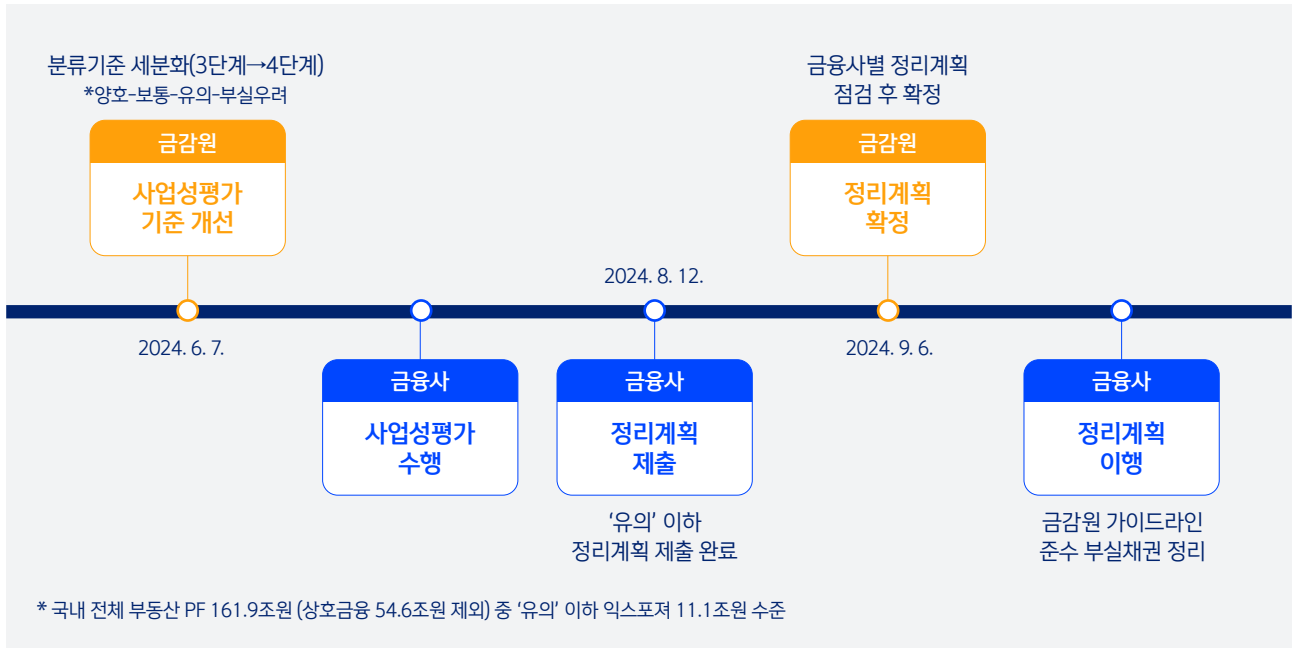 분류기준 세분화(3단계→4단계)
*양호-보통-유의-부실우려
금감원
사업성평가
기준 개선
2024. 6. 7.
금융사
사업성평가
수행
2024. 8. 12.
금융사
정리계획
제출
‘유의’ 이하
정리계획 제출 완료
금융사별 정리계획
점검 후 확정
금감원
정리계획
확정
2024. 9. 6.
금융사
정리계획
이행
금감원 가이드라인
준수 부실채권 정리
* 국내 전체 부동산 PF 161.9조원 (상호금융 54.6조원 제외) 중 ‘유의’ 이하 익스포져 11.1조원 수준